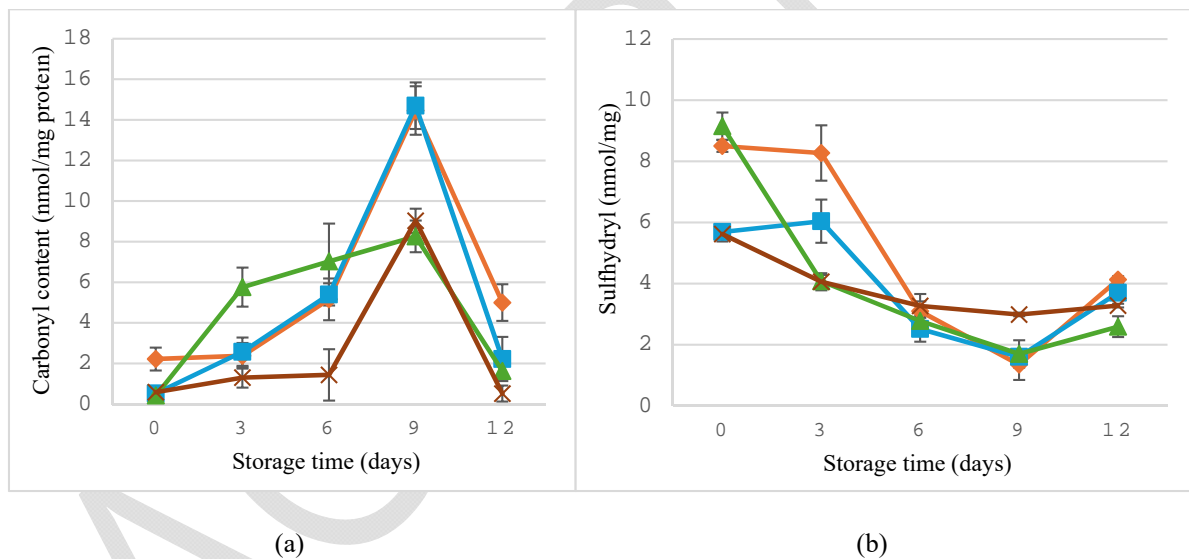 18
16
14
12
10
8
6
4
2
0
Carbonyl content (nmol/mg protein)
0 3 6 9 12
Storage time (days)
(a)
12
10
8
6
4
2
0
Sulfhydryl (nmol/mg)
0 3 6 9 12
Storage time (days)
(b)